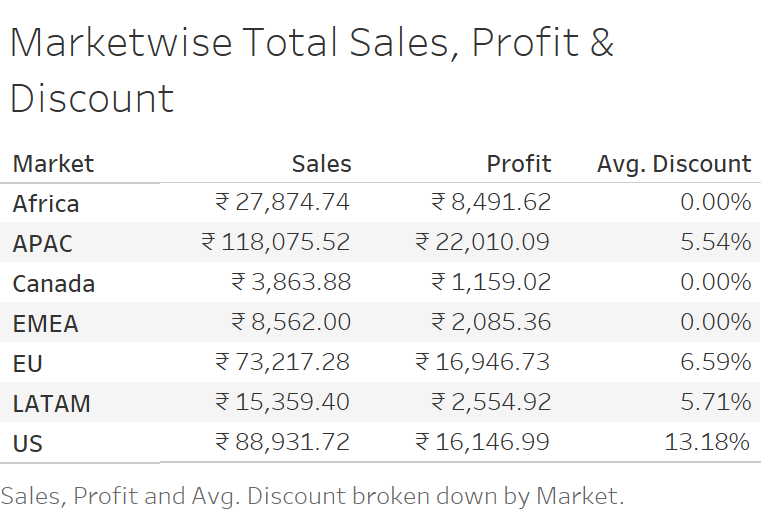 Marketwise Total Sales, Profit &
Discount
Market Sales Profit Avg. Discount
Africa ₹ 27,874.74 ₹ 8,491.62 0.00%
APAC ₹ 118,075.52 ₹ 22,010.09 5.54%
Canada ₹ 3,863.88 ₹ 1,159.02 0.00%
EMEA ₹ 8,562.00 ₹ 2,085.36 0.00%
EU ₹ 73,217.28 ₹ 16,946.73 6.59%
LATAM ₹ 15,359.40 ₹ 2,554.92 5.71%
US ₹ 88,931.72 ₹ 16,146.99 13.18%
Sales, Profit and Avg. Discount broken down by Market.